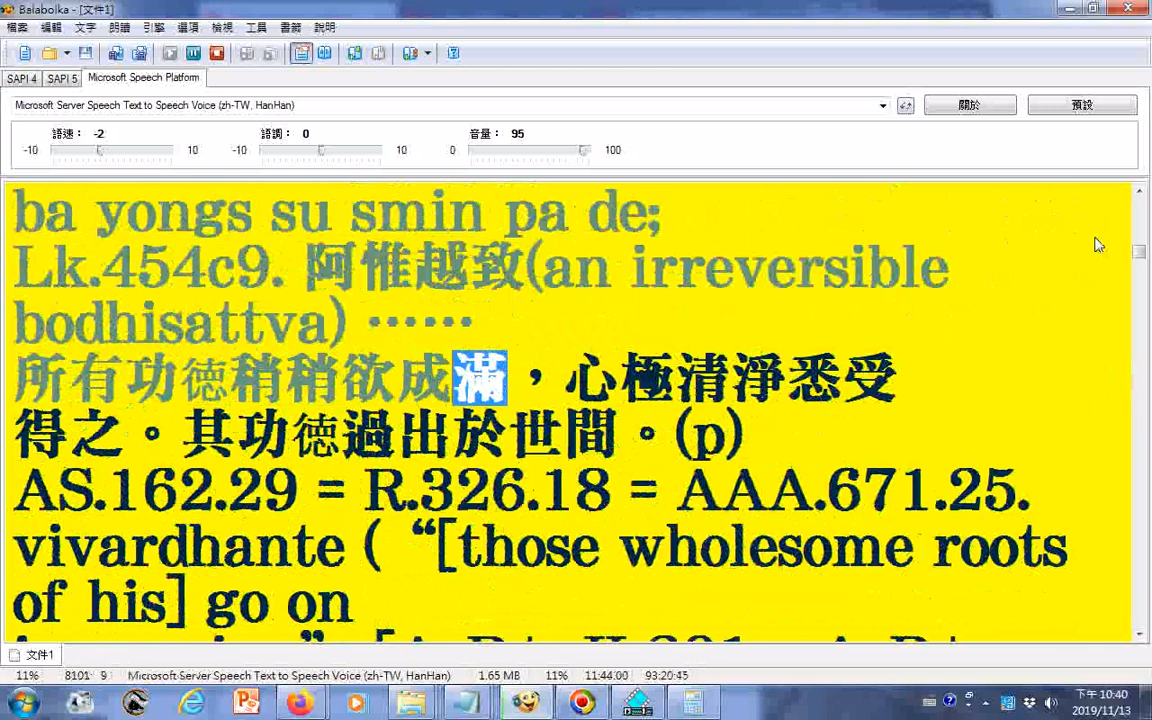 Balabolka - [文件1]
檔案 編輯 文字 朗讀 引擎 選項 檢視 工具 書籤 說明
SAPI 4 SAPI 5 Microsoft Speech Platform
Microsoft Server Speech Text to Speech Voice (zh-TW, HanHan) 關於 預設
語速： -2 語調： 0 音量： 95
-10 10 -10 10 0 100
ba yongs su smin pa de;
Lk.454c9. 阿惟越致(an irreversible
bodhisattva) ……
所有功德稍稍欲成滿，心極清淨悉受
得之。其功德過出於世間。(p)
AS.162.29 = R.326.18 = AAA.671.25.
vivardhante ( “[those wholesome roots
of his] go on
文件1
11% 8101: 9 Microsoft Server Speech Text to Speech Voice (zh-TW, HanHan) 1.65 MB 11% 11:44:00 93:20:45
下午 10:40
2019/11/13